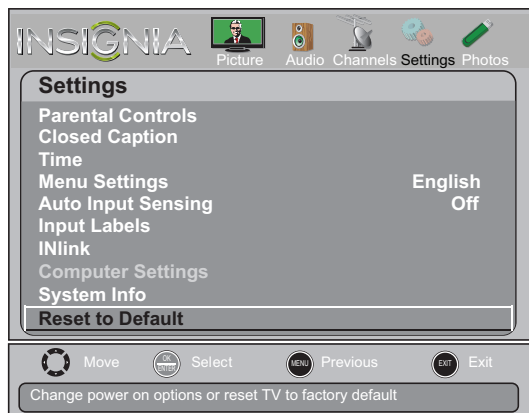 INSIGNIA
Picture Audio Channels Settings Photos
Settings
Parental Controls
Closed Caption
Time
Menu Settings English
Auto Input Sensing Off
Input Labels
INlink
Computer Settings
System Info
Reset to Default
Move OK ENTER Select MENU Previous EXIT Exit
Change power on options or reset TV to factory default